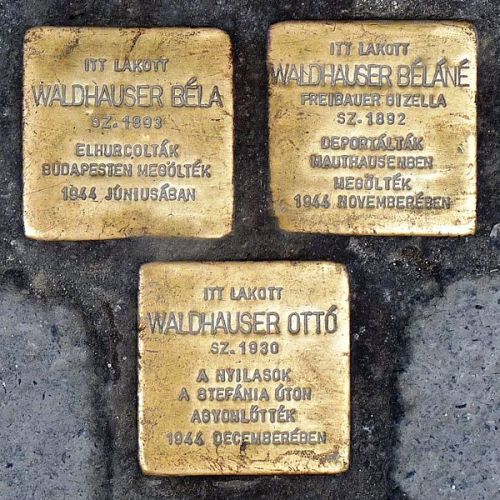 ITT LAKOTT
WALDHAUSER BÉLA
SZ. 1893
ELHURCOLTÁK
BUDAPESTEN MEGÖLTÉK
1944 JÚNIUSÁBAN
ITT LAKOTT
WALDHAUSER BÉLÁNÉ
FREIBAUER GIZELLA
SZ. 1892
DEPORTÁLTÁK
MAUTHAUSENBEN
MEGÖLTÉK
1944 NOVEMBERÉBEN
ITT LAKOTT
WALDHAUSER OTTÓ
SZ. 1930
A NYILASOK
A STEFÁNIA ÚTON
AGYONLŐTTÉK
1944 DECEMBERÉBEN